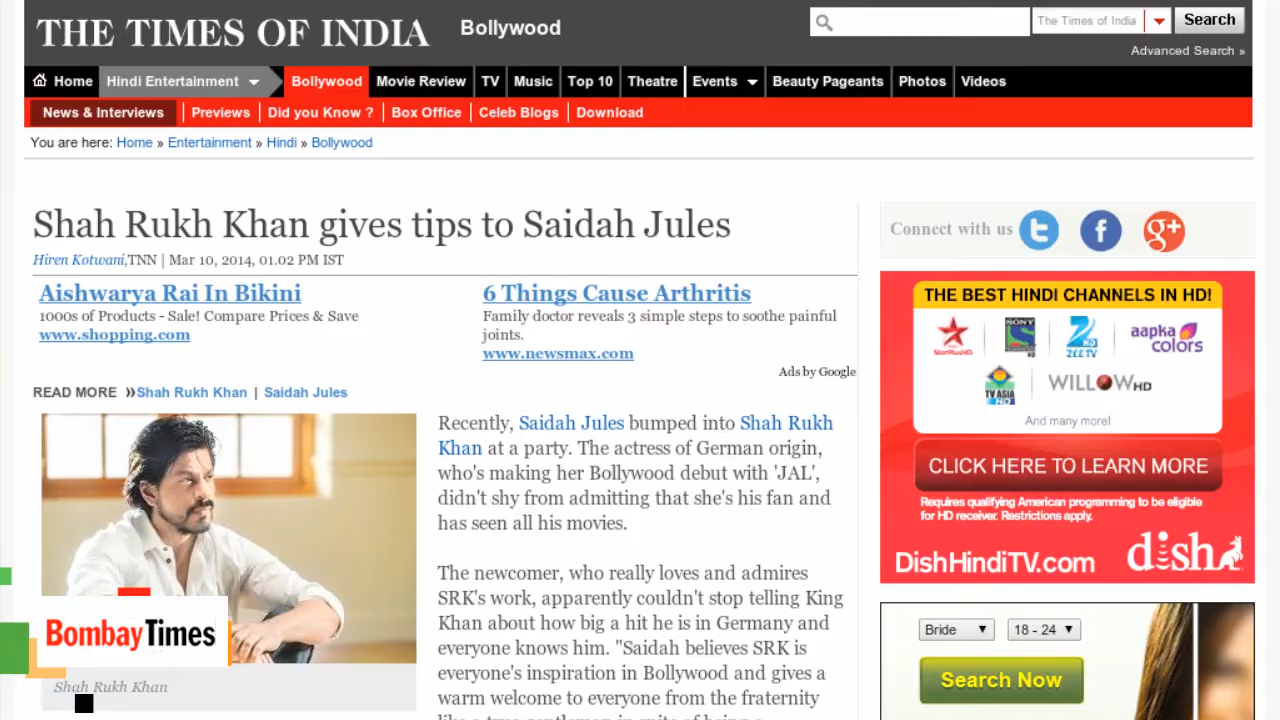 THE TIMES OF INDIA
Bollywood
The Times of India
Search
Advanced Search »
Home
Hindi Entertainment
Bollywood
Movie Review
TV
Music
Top 10
Theatre
Events
Beauty Pageants
Photos
Videos
News & Interviews
Previews
Did you Know ?
Box Office
Celeb Blogs
Download
You are here: Home » Entertainment » Hindi » Bollywood
Shah Rukh Khan gives tips to Saidah Jules
Hiren Kotwani,TNN | Mar 10, 2014, 01.02 PM IST
Aishwarya Rai In Bikini
1000s of Products - Sale! Compare Prices & Save
www.shopping.com
6 Things Cause Arthritis
Family doctor reveals 3 simple steps to soothe painful
joints.
www.newsmax.com
Ads by Google
READ MORE »Shah Rukh Khan | Saidah Jules
Recently, Saidah Jules bumped into Shah Rukh
Khan at a party. The actress of German origin,
who's making her Bollywood debut with 'JAL',
didn't shy from admitting that she's his fan and
has seen all his movies.
The newcomer, who really loves and admires
SRK's work, apparently couldn't stop telling King
Khan about how big a hit he is in Germany and
everyone knows him. "Saidah believes SRK is
everyone's inspiration in Bollywood and gives a
warm welcome to everyone from the fraternity
BombayTimes
Shah Rukh Khan
Connect with us
THE BEST HINDI CHANNELS IN HD!
StarPlusHD
SONY
ZEE TV
aapka
colors
TV ASIA
HD
WILLOW HD
And many more!
CLICK HERE TO LEARN MORE
Requires qualifying American programming to be eligible
for HD receiver. Restrictions apply.
DishHindiTV.com
dish
Bride
18 - 24
Search Now